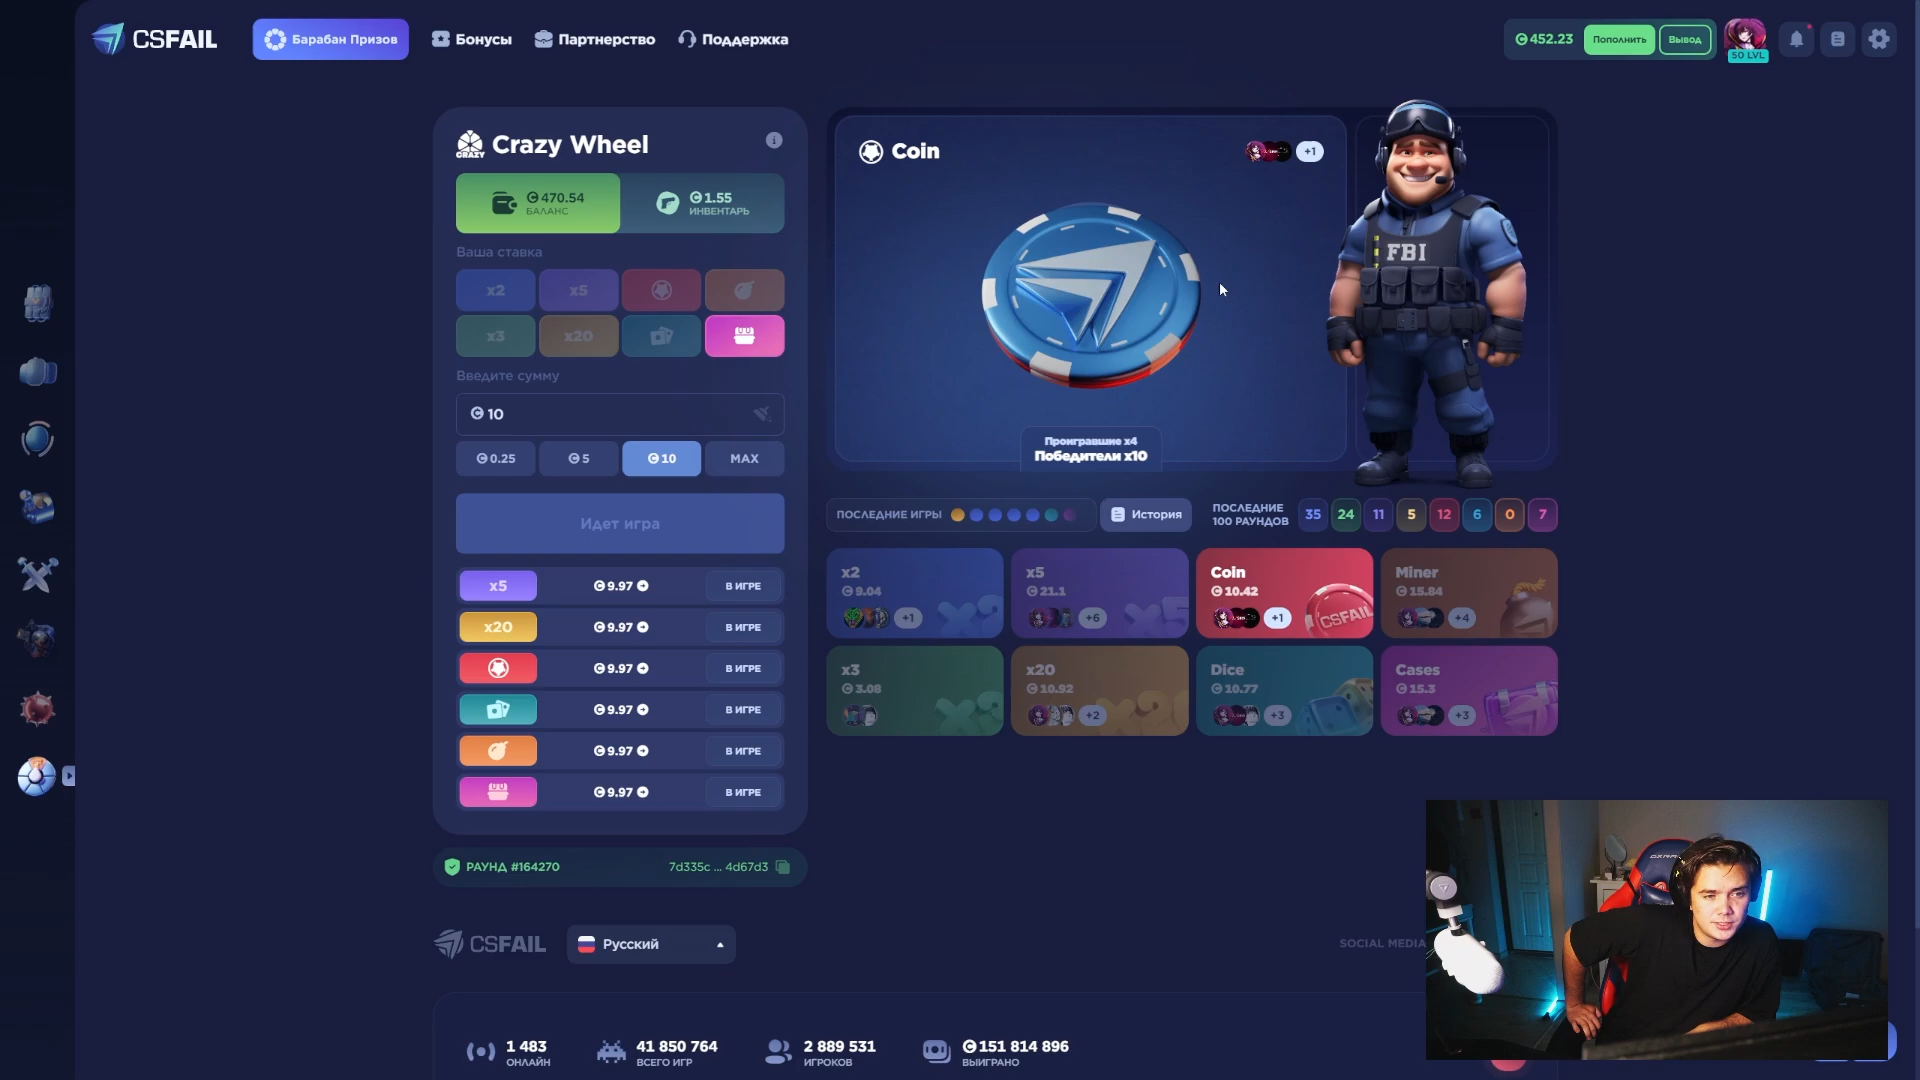 CSFAIL
Барабан Призов
Бонусы
Партнерство
Поддержка
452.23
Пополнить
Вывод
50 LVL
CRAZY
Crazy Wheel
470.54
БАЛАНС
1.55
ИНВЕНТАРЬ
Ваша ставка
x2
x5
x3
x20
Введите сумму
10
0.25
5
10
MAX
Идет игра
x5
9.97
В ИГРЕ
x20
9.97
В ИГРЕ
9.97
В ИГРЕ
9.97
В ИГРЕ
9.97
В ИГРЕ
9.97
В ИГРЕ
РАУНД #164270
7d335c ... 4d67d3
Coin
+1
FBI
Проигравшие x4
Победители x10
ПОСЛЕДНИЕ ИГРЫ
История
ПОСЛЕДНИЕ
100 РАУНДОВ
35
24
11
5
12
6
0
7
x2
9.04
+1
x5
21.1
+6
Coin
10.42
+1
CSFAIL
Miner
15.84
+4
x3
3.08
x20
10.92
+2
Dice
10.77
+3
Cases
15.3
+3
CSFAIL
Русский
SOCIAL MEDIA
1 483
ОНЛАЙН
41 850 764
ВСЕГО ИГР
2 889 531
ИГРОКОВ
151 814 896
ВЫИГРАНО